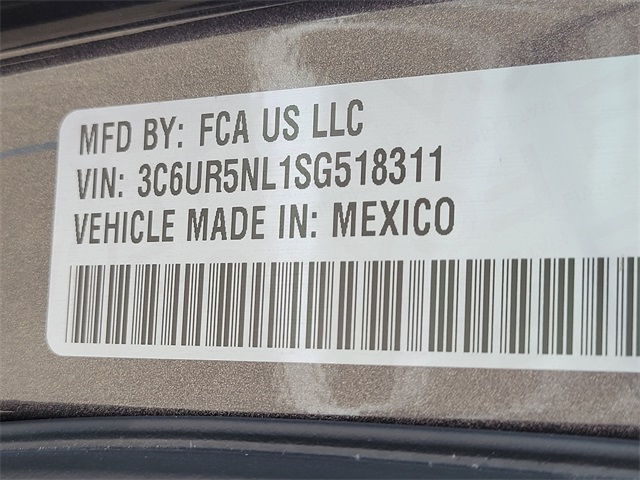 MFD BY: FCA US LLC
VIN: 3C6UR5NL1SG518311
VEHICLE MADE IN: MEXICO